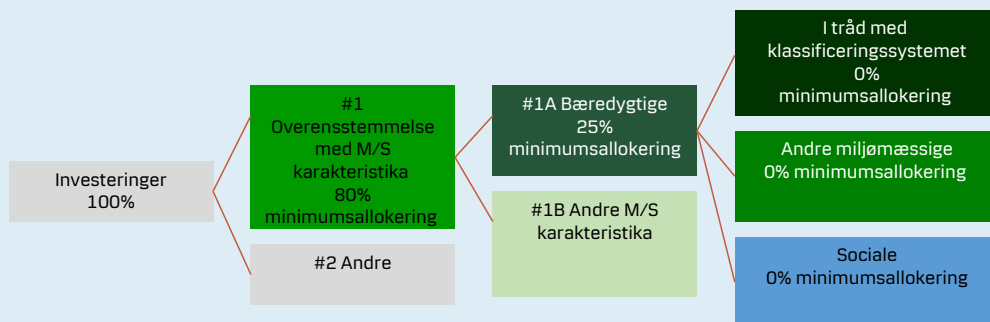 Investeringer
100%
#1
Overensstemmelse
med M/S
karakteristika
80%
minimumsallokering
#2 Andre
#1A Bæredygtige
25%
minimumsallokering
#1B Andre M/S
karakteristika
I tråd med
klassificeringssystemet
0%
minimumsallokering
Andre miljømæssige
0% minimumsallokering
Sociale
0% minimumsallokering